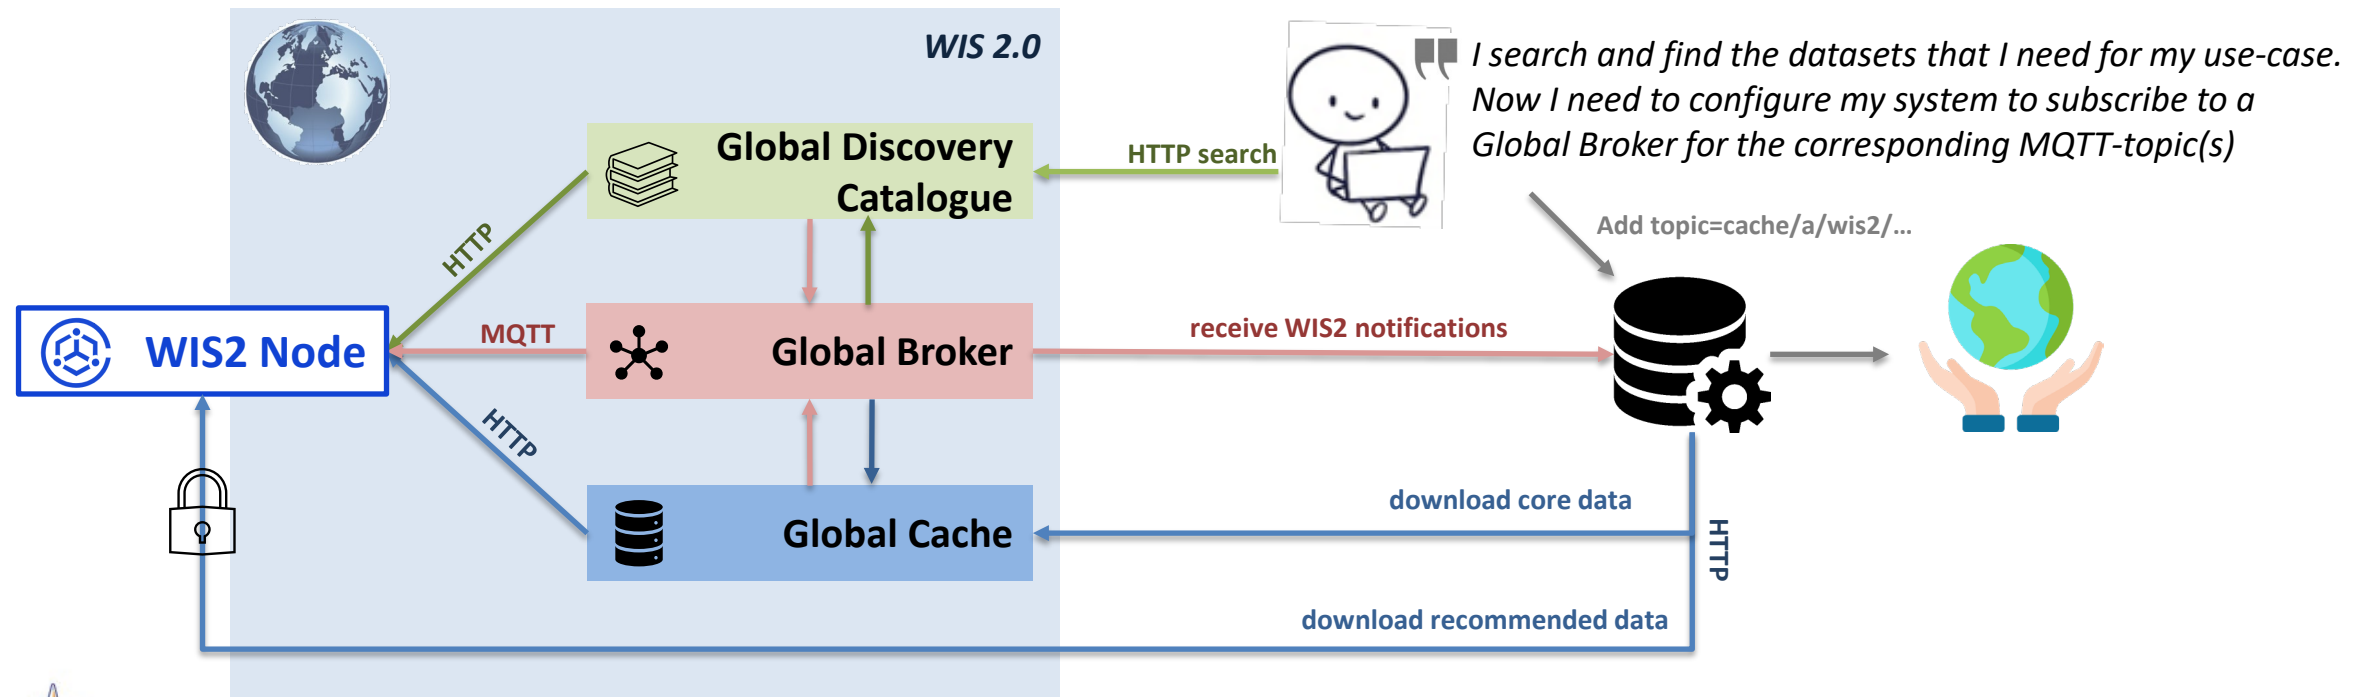 WIS 2.0
I search and find the datasets that I need for my use-case.
Now I need to configure my system to subscribe to a
Global Broker for the corresponding MQTT-topic(s)
Global Discovery
Catalogue
HTTP search
Add topic=cache/a/wis2/...
HTTP
WIS2 Node
MQTT
Global Broker
receive WIS2 notifications
HTTP
Global Cache
download core data
HTTP
download recommended data